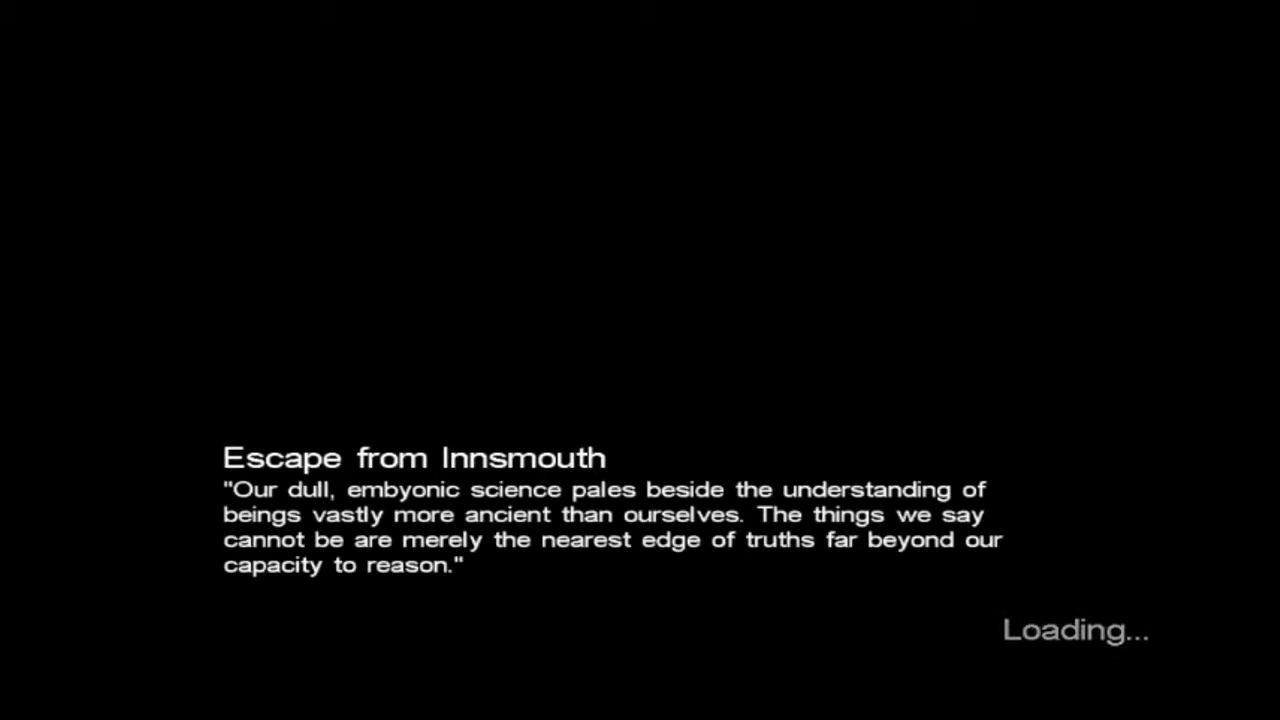 Escape from Innsmouth
"Our dull, embyonic science pales beside the understanding of
beings vastly more ancient than ourselves. The things we say
cannot be are merely the nearest edge of truths far beyond our
capacity to reason."
Loading...